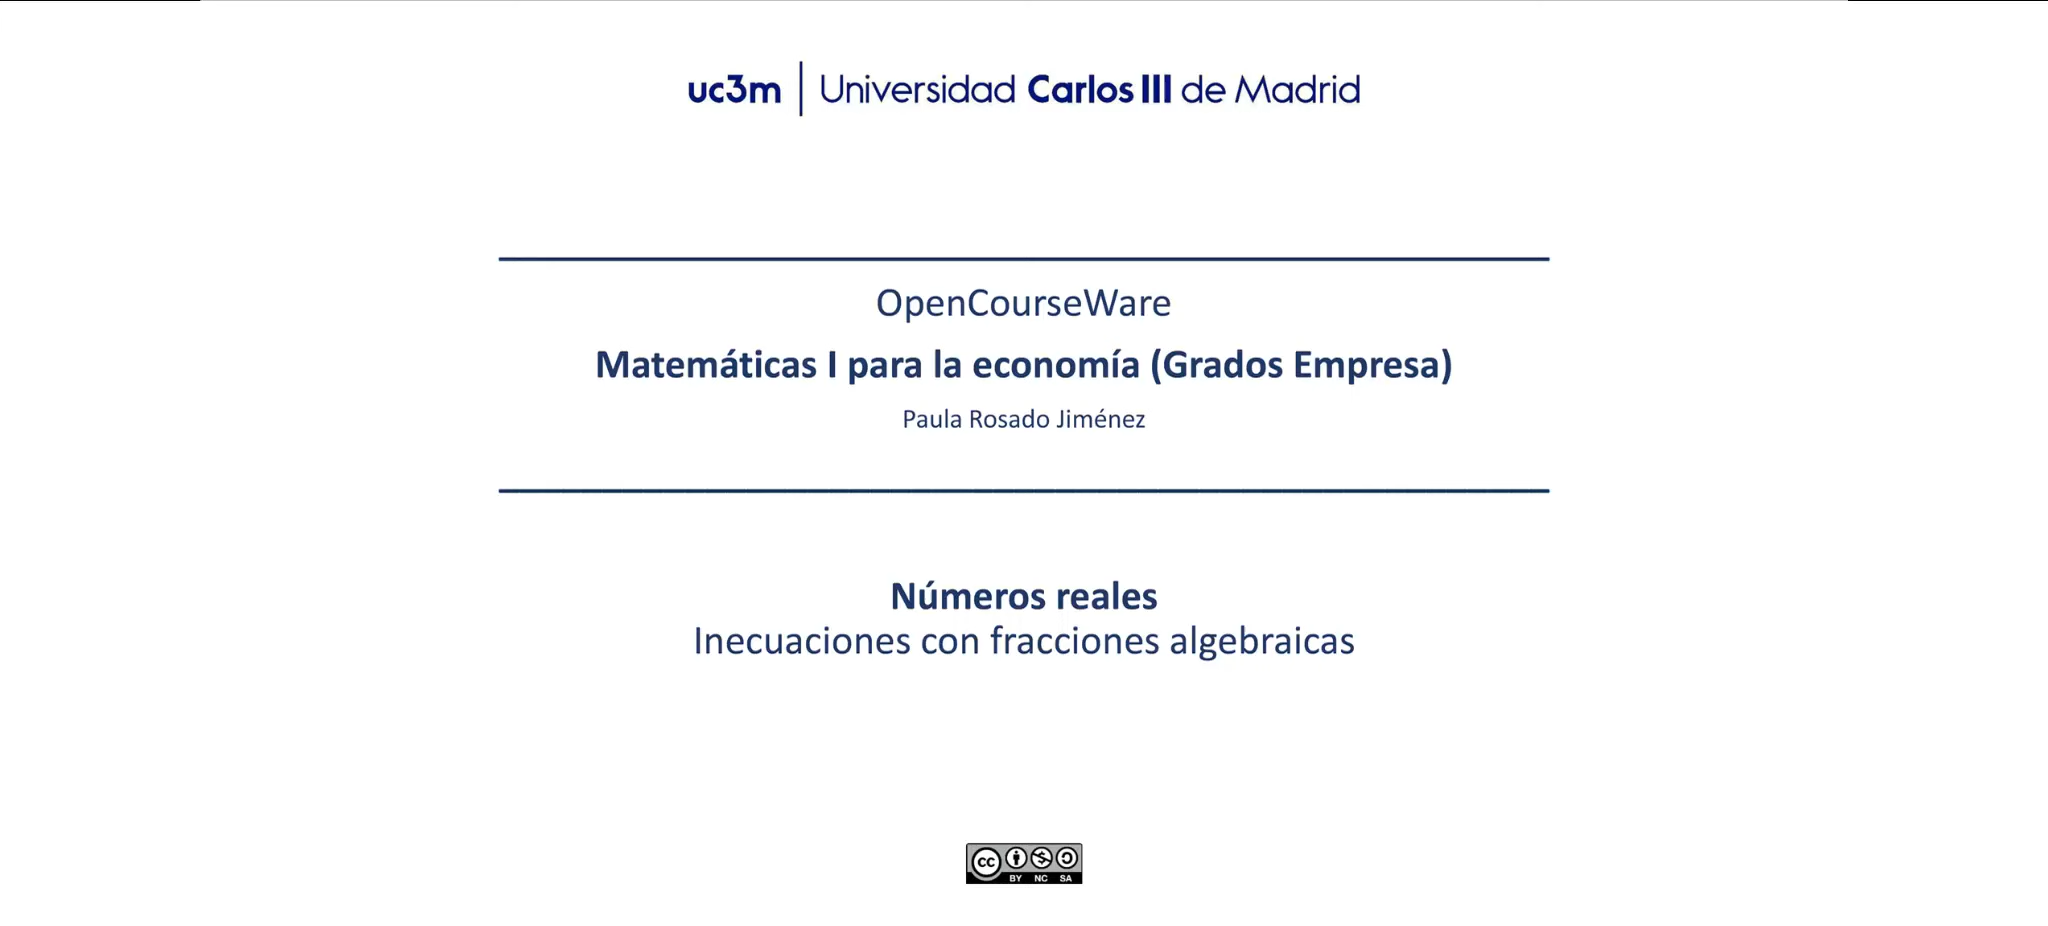 uc3m | Universidad Carlos III de Madrid
OpenCourseWare
Matemáticas I para la economía (Grados Empresa)
Paula Rosado Jiménez
Números reales
Inecuaciones con fracciones algebraicas
cc BY NC SA